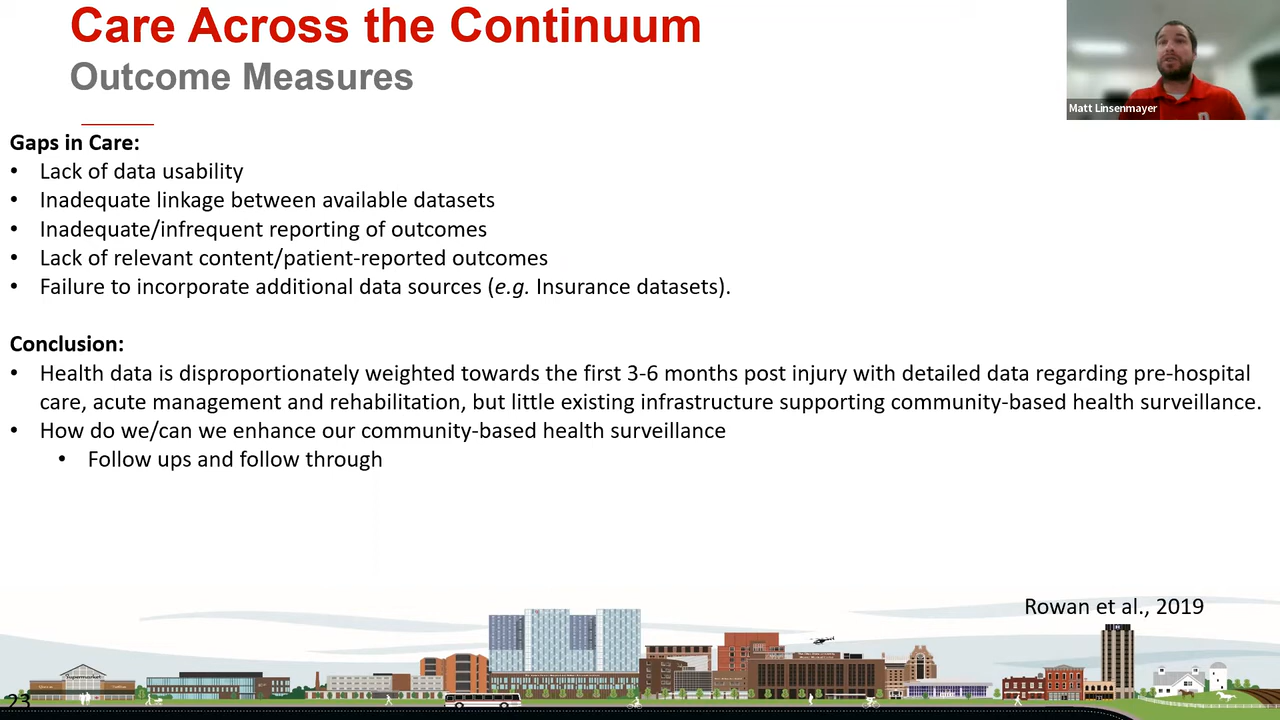 Care Across the Continuum
Outcome Measures
Matt Linsenmayer
Gaps in Care:
• Lack of data usability
• Inadequate linkage between available datasets
• Inadequate/infrequent reporting of outcomes
• Lack of relevant content/patient-reported outcomes
• Failure to incorporate additional data sources (e.g. Insurance datasets).
Conclusion:
• Health data is disproportionately weighted towards the first 3-6 months post injury with detailed data regarding pre-hospital
care, acute management and rehabilitation, but little existing infrastructure supporting community-based health surveillance.
• How do we/can we enhance our community-based health surveillance
• Follow ups and follow through
Rowan et al., 2019
Supermarket
23